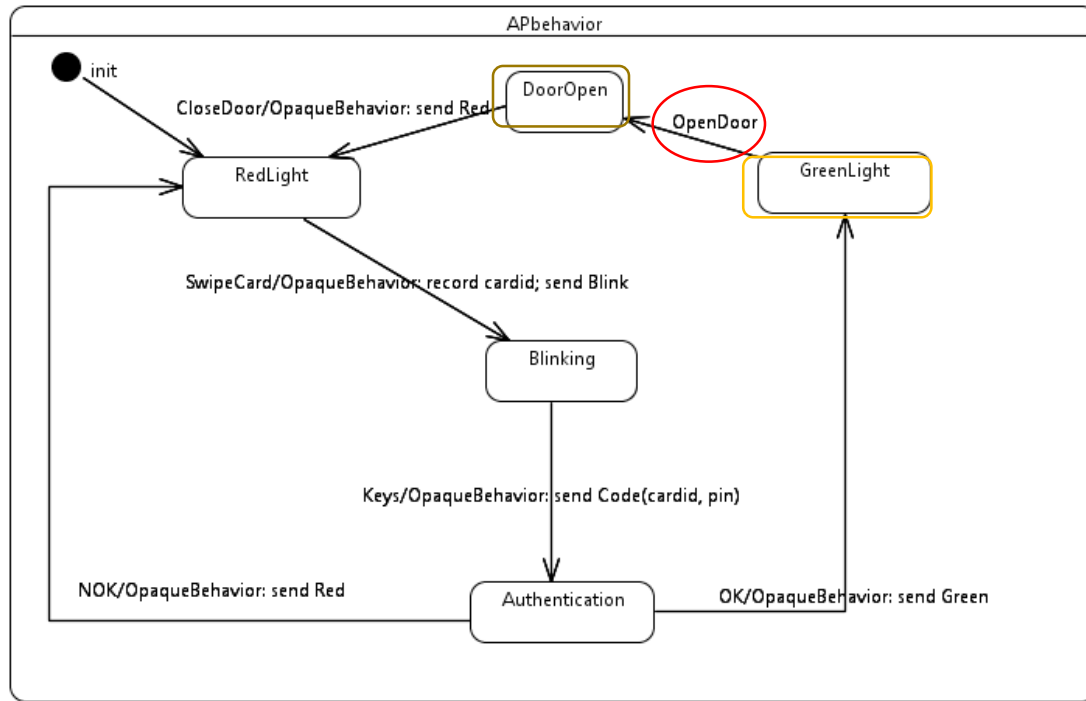 APbehavior
init
DoorOpen
CloseDoor/OpaqueBehavior: send Red
OpenDoor
RedLight
GreenLight
SwipeCard/OpaqueBehavior: record cardid; send Blink
Blinking
Keys/OpaqueBehavior: send Code(cardid, pin)
NOK/OpaqueBehavior: send Red
Authentication
OK/OpaqueBehavior: send Green